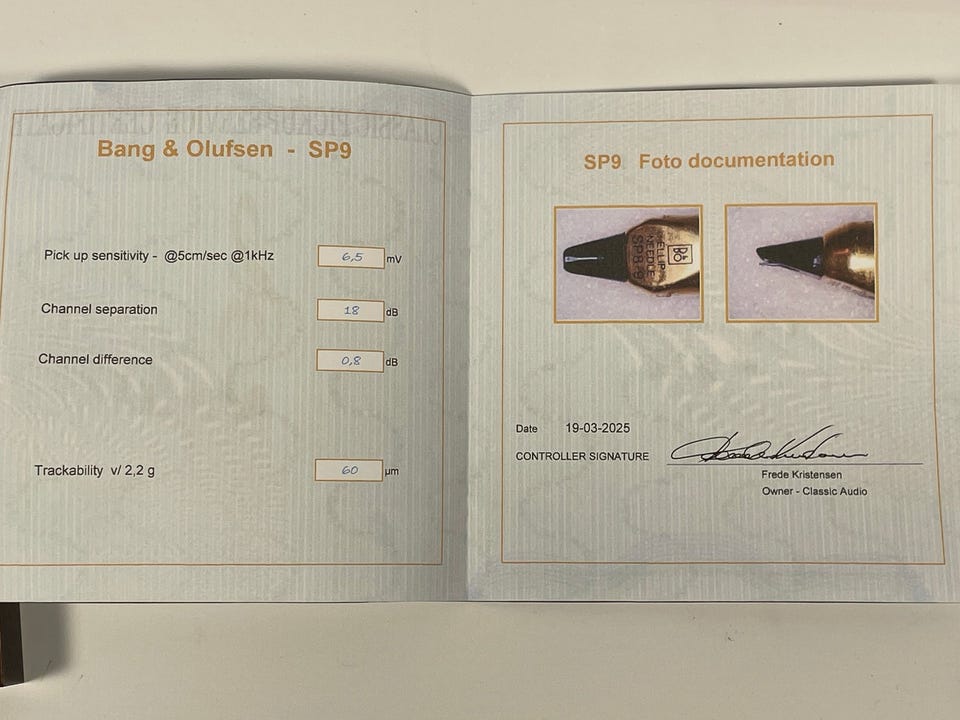 Bang & Olufsen - SP9
Pick up sensitivity - @5cm/sec @1kHz 6,5 mV
Channel separation 18 dB
Channel difference 0,8 dB
Trackability v/ 2,2 g 60 µm
SP9 Foto documentation
B&O
ELLIP
NEEDLE
SP8/9
Date 19-03-2025
CONTROLLER SIGNATURE
Frede Kristensen
Owner - Classic Audio